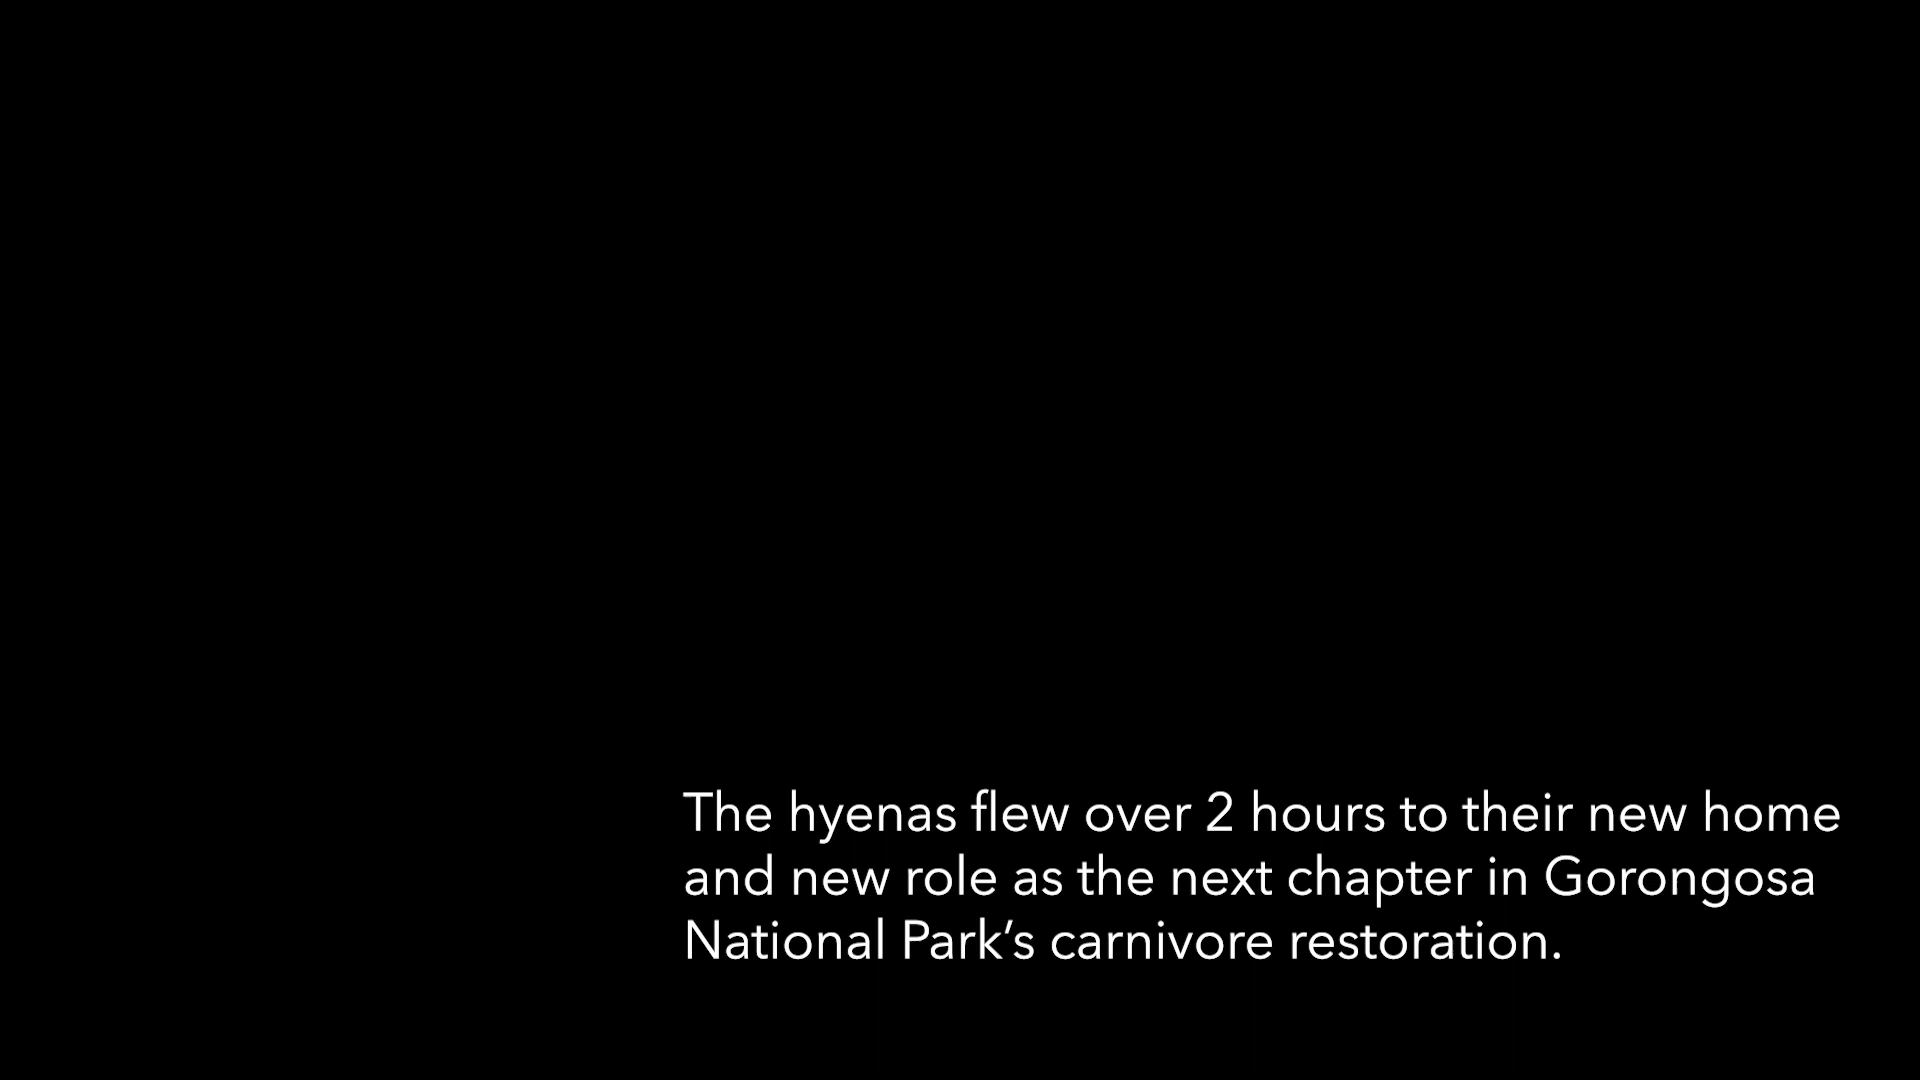 The hyenas flew over 2 hours to their new home
and new role as the next chapter in Gorongosa
National Park’s carnivore restoration.